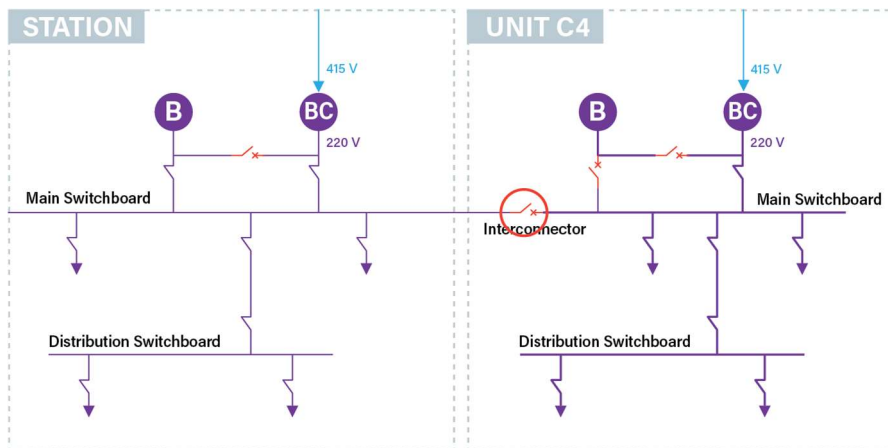 STATION
UNIT C4
415 V
415 V
B
BC
B
BC
220 V
220 V
Main Switchboard
Main Switchboard
Interconnector
Distribution Switchboard
Distribution Switchboard